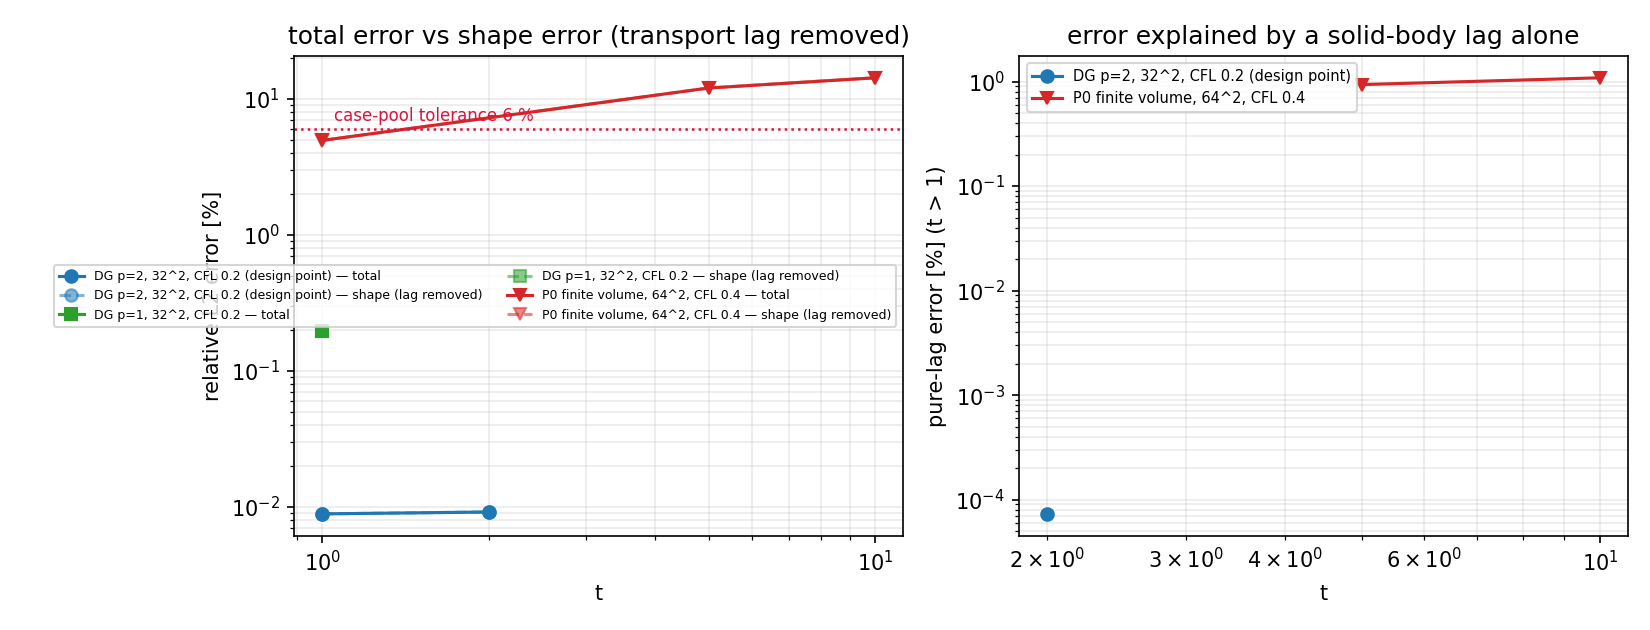 total error vs shape error (transport lag removed)
relative L2 error [%]
10^1
10^0
10^-1
10^-2
case-pool tolerance 6 %
DG p=2, 32^2, CFL 0.2 (design point) — total
DG p=2, 32^2, CFL 0.2 (design point) — shape (lag removed)
DG p=1, 32^2, CFL 0.2 — total
DG p=1, 32^2, CFL 0.2 — shape (lag removed)
P0 finite volume, 64^2, CFL 0.4 — total
P0 finite volume, 64^2, CFL 0.4 — shape (lag removed)
10^0
10^1
t
error explained by a solid-body lag alone
pure-lag error [%] (t > 1)
10^0
10^-1
10^-2
10^-3
10^-4
DG p=2, 32^2, CFL 0.2 (design point)
P0 finite volume, 64^2, CFL 0.4
2 × 10^0
3 × 10^0
4 × 10^0
6 × 10^0
10^1
t